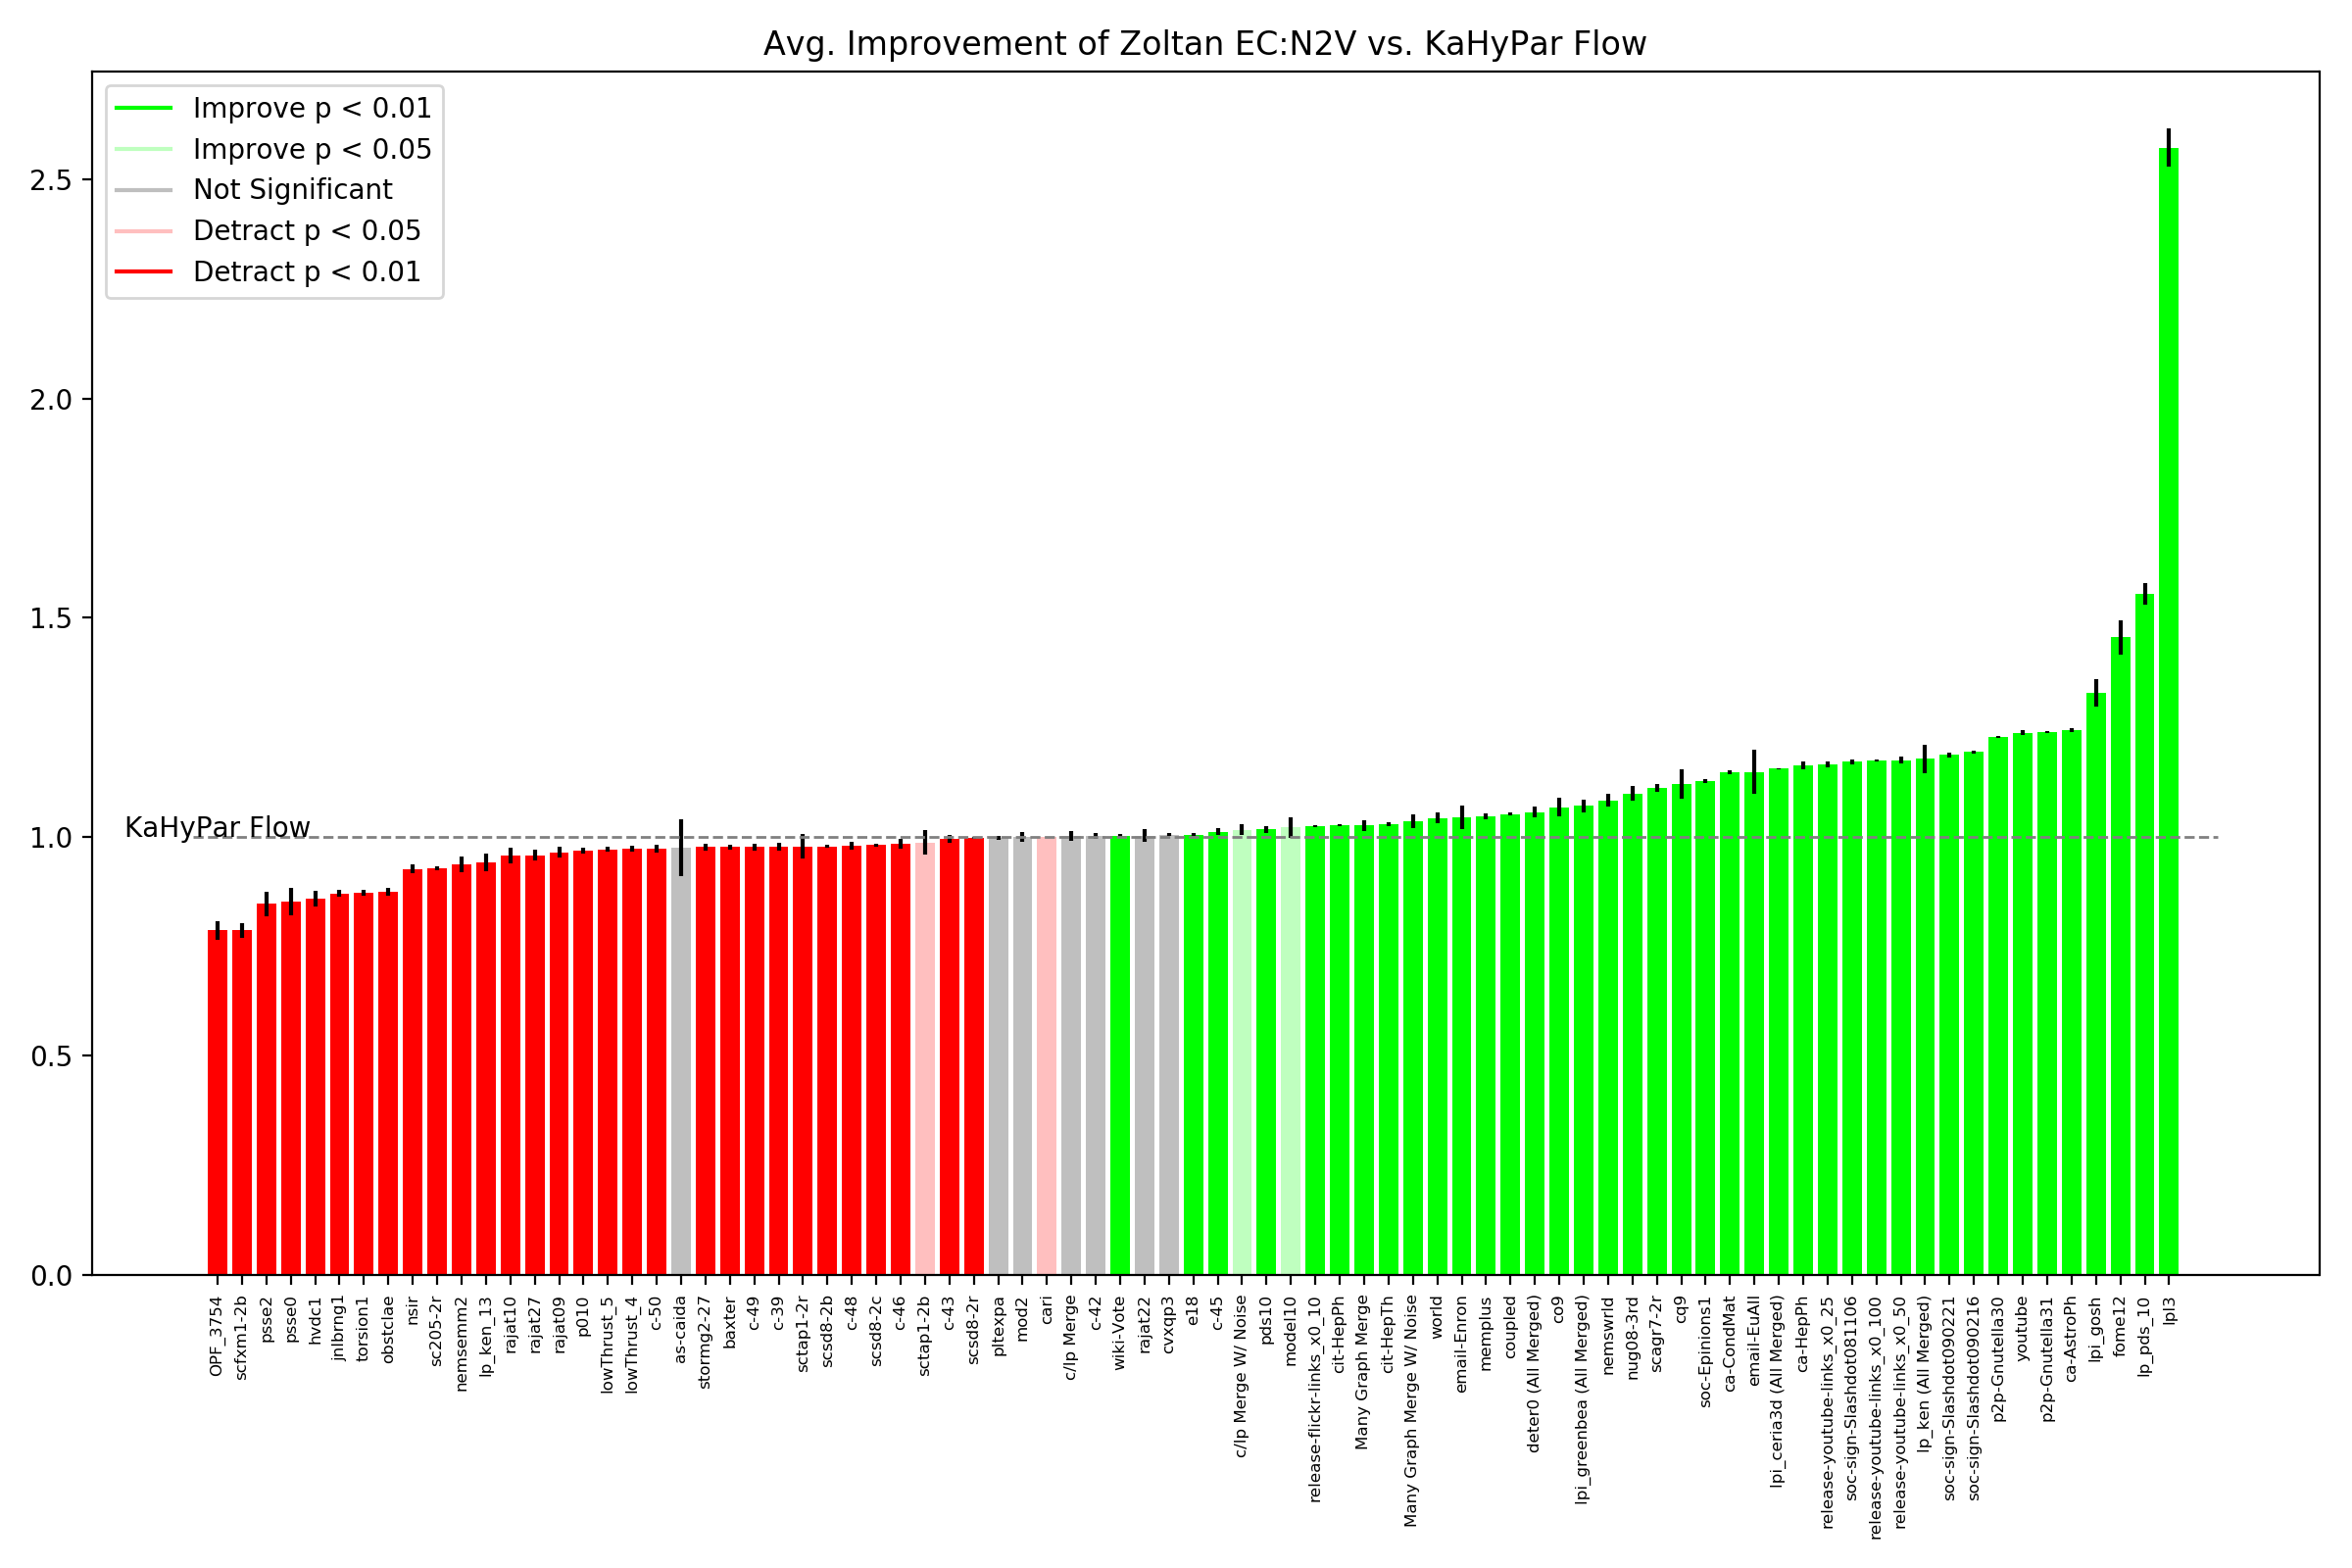 Avg. Improvement of Zoltan EC:N2V vs. KaHyPar Flow
Improve p < 0.01
Improve p < 0.05
Not Significant
Detract p < 0.05
Detract p < 0.01
2.5
2.0
1.5
1.0
0.5
0.0
KaHyPar Flow
OPF_3754
scfxm1-2b
psse2
psse0
hvdc1
jnlbrng1
torsion1
obstclae
nsir
sc205-2r
nemsemm2
lp_ken_13
rajat10
rajat27
rajat09
p010
lowThrust_5
lowThrust_4
c-50
as-caida
stormg2-27
baxter
c-49
c-39
sctap1-2r
scsd8-2b
c-48
scsd8-2c
c-46
sctap1-2b
c-43
scsd8-2r
pltexpa
mod2
cari
c/lp Merge
c-42
wiki-Vote
rajat22
cvxqp3
e18
c-45
c/lp Merge W/ Noise
pds10
model10
release-flickr-links_x0_10
cit-HepPh
Many Graph Merge
cit-HepTh
Many Graph Merge W/ Noise
world
email-Enron
memplus
coupled
deter0 (All Merged)
co9
lpi_greenbea (All Merged)
nemswrld
nug08-3rd
scagr7-2r
cq9
soc-Epinions1
ca-CondMat
email-EuAll
lpi_ceria3d (All Merged)
ca-HepPh
release-youtube-links_x0_25
soc-sign-Slashdot081106
release-youtube-links_x0_100
release-youtube-links_x0_50
lp_ken (All Merged)
soc-sign-Slashdot090221
soc-sign-Slashdot090216
p2p-Gnutella30
youtube
p2p-Gnutella31
ca-AstroPh
lpi_gosh
fome12
lp_pds_10
lpl3